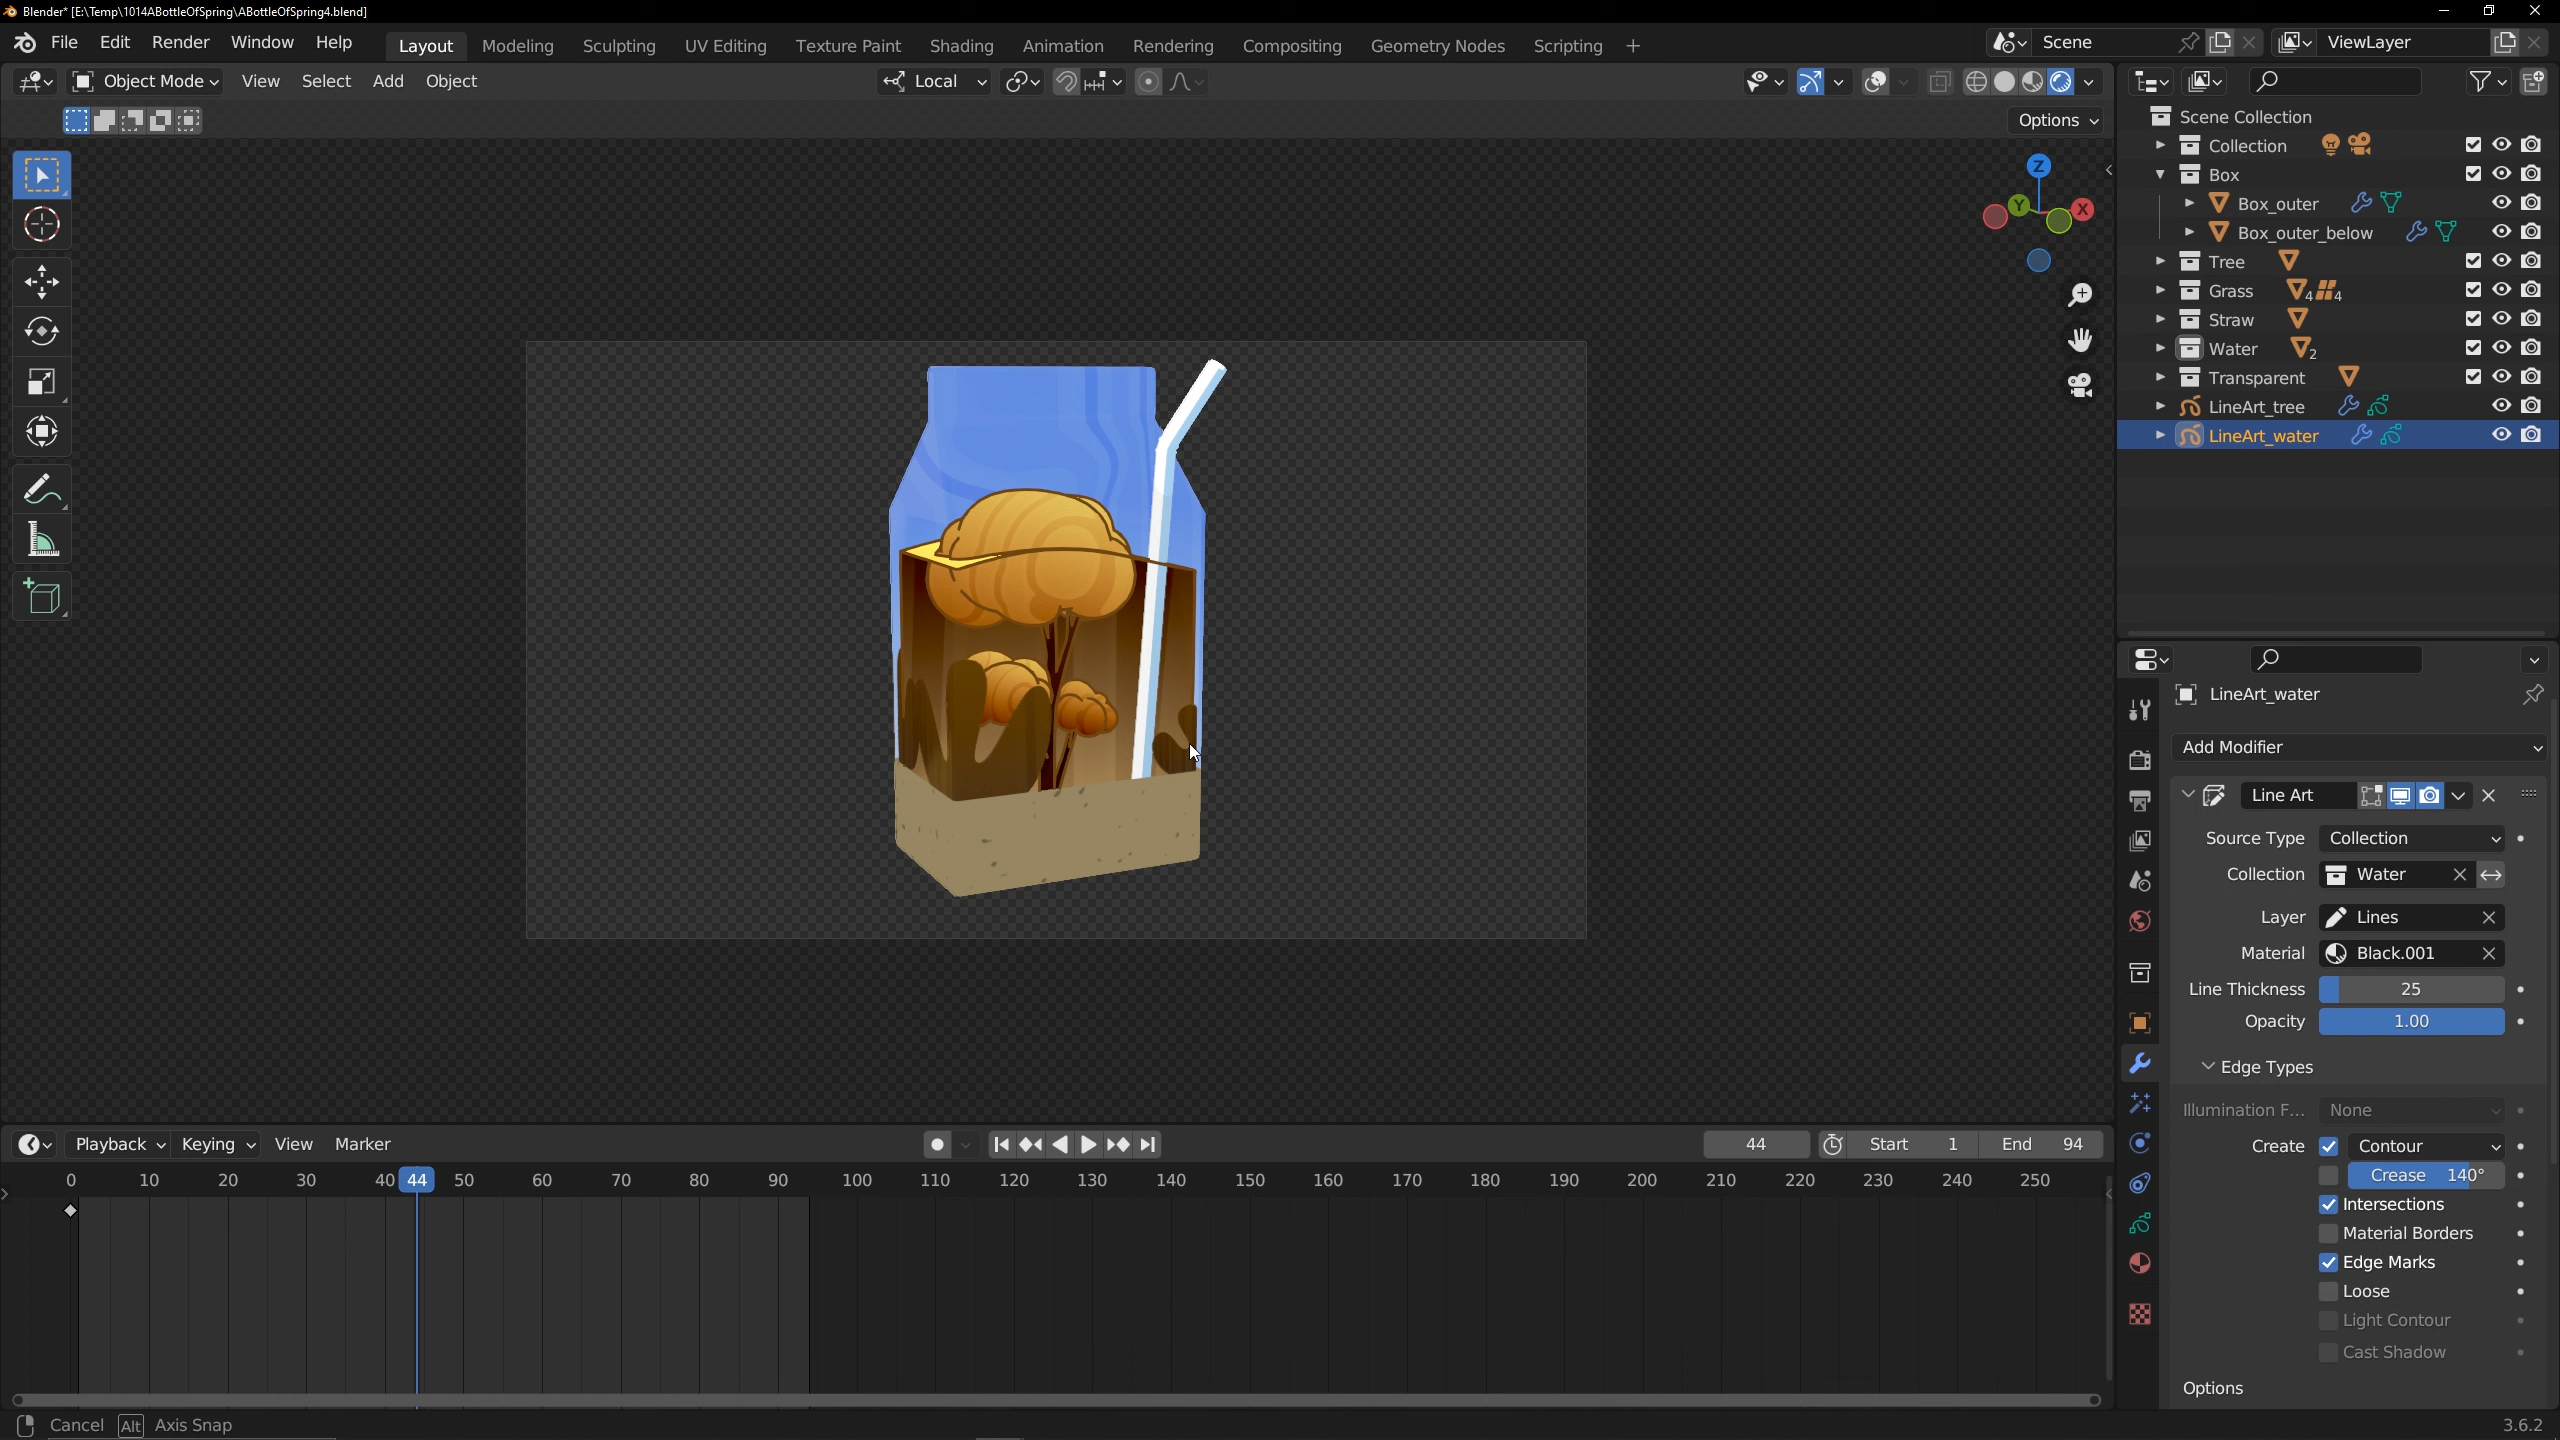 Blender* [E:\Temp\1014ABottleOfSpring\ABottleOfSpring4.blend]
File Edit Render Window Help Layout Modeling Sculpting UV Editing Texture Paint Shading Animation Rendering Compositing Geometry Nodes Scripting + Scene ViewLayer
Object Mode View Select Add Object Local
Options
Z
Y X
Scene Collection
Collection
Box
Box_outer
Box_outer_below
Tree
Grass 4 4
Straw
Water 2
Transparent
LineArt_tree
LineArt_water
LineArt_water
Add Modifier
Line Art
Source Type Collection
Collection Water
Layer Lines
Material Black.001
Line Thickness 25
Opacity 1.00
Edge Types
Illumination F... None
Create Contour
Crease 140°
Intersections
Material Borders
Edge Marks
Loose
Light Contour
Cast Shadow
Options
Playback Keying View Marker 44 Start 1 End 94
0 10 20 30 40 44 50 60 70 80 90 100 110 120 130 140 150 160 170 180 190 200 210 220 230 240 250
Cancel Alt Axis Snap 3.6.2